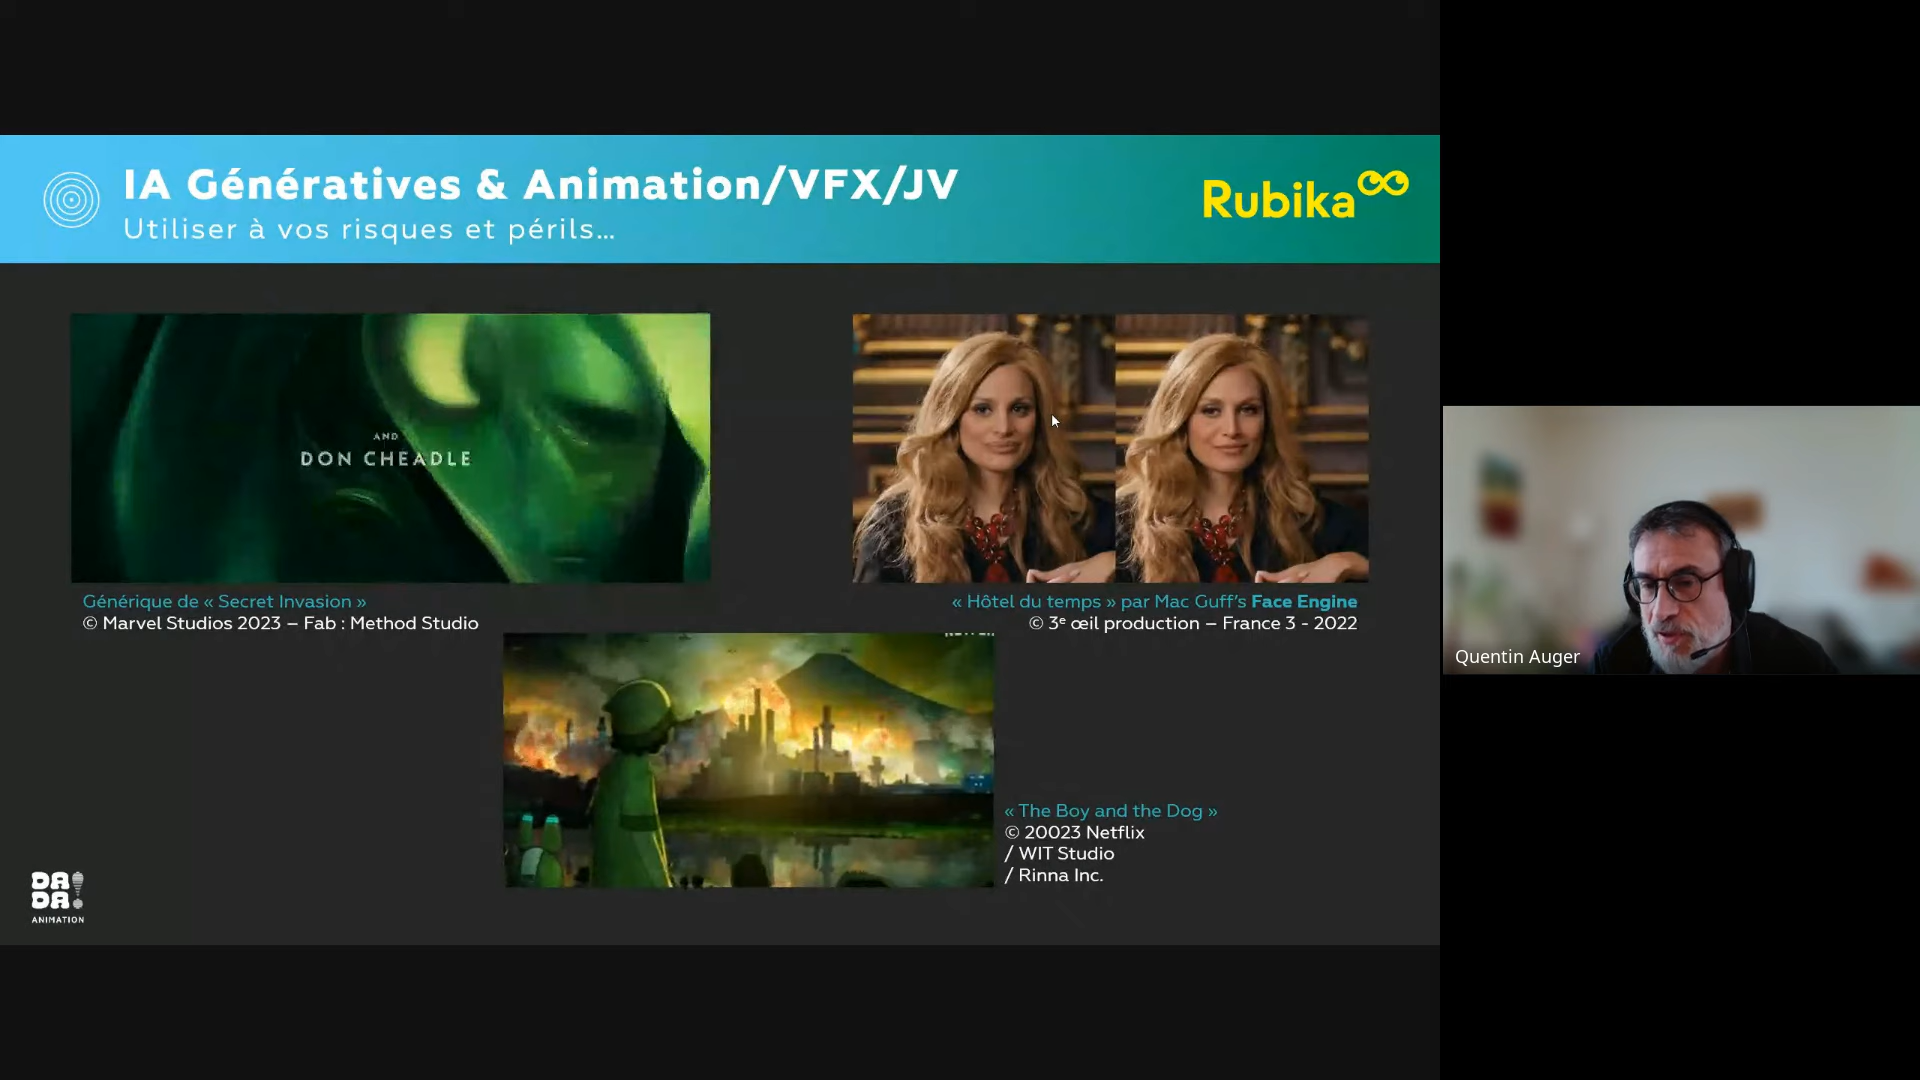 IA Génératives & Animation/VFX/JV
Utiliser à vos risques et périls…
Rubika
AND
DON CHEADLE
Générique de « Secret Invasion »
© Marvel Studios 2023 – Fab : Method Studio
« Hôtel du temps » par Mac Guff’s Face Engine
© 3ᵉ œil production – France 3 - 2022
« The Boy and the Dog »
© 20023 Netflix
/ WIT Studio
/ Rinna Inc.
DADA!
ANIMATION
Quentin Auger